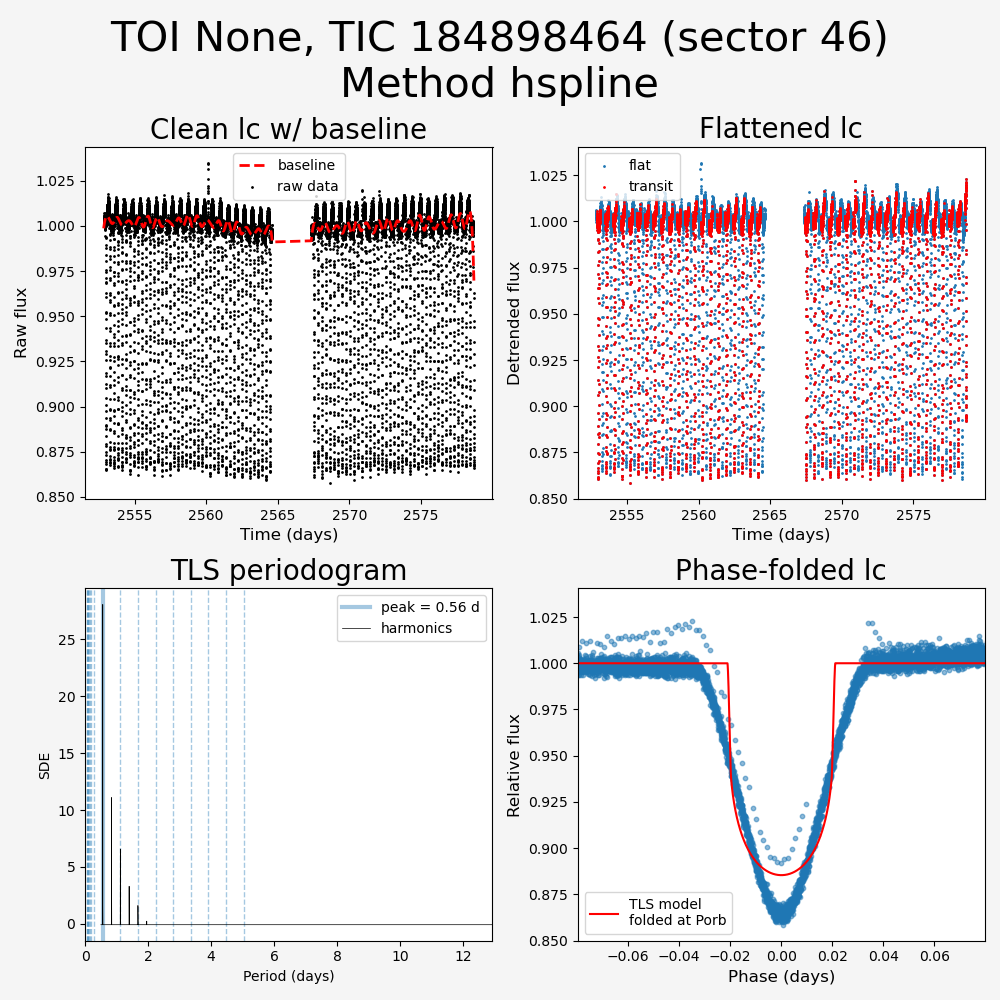 TOI None, TIC 184898464 (sector 46)
Method hspline
Clean lc w/ baseline
baseline
raw data
1.025
1.000
0.975
0.950
0.925
0.900
0.875
0.850
Raw flux
2555
2560
2565
2570
2575
Time (days)
Flattened lc
flat
transit
1.025
1.000
0.975
0.950
0.925
0.900
0.875
0.850
Detrended flux
2555
2560
2565
2570
2575
Time (days)
TLS periodogram
peak = 0.56 d
harmonics
25
20
15
10
5
0
SDE
0
2
4
6
8
10
12
Period (days)
Phase-folded lc
1.025
1.000
0.975
0.950
0.925
0.900
0.875
0.850
Relative flux
TLS model
folded at Porb
−0.06
−0.04
−0.02
0.00
0.02
0.04
0.06
Phase (days)